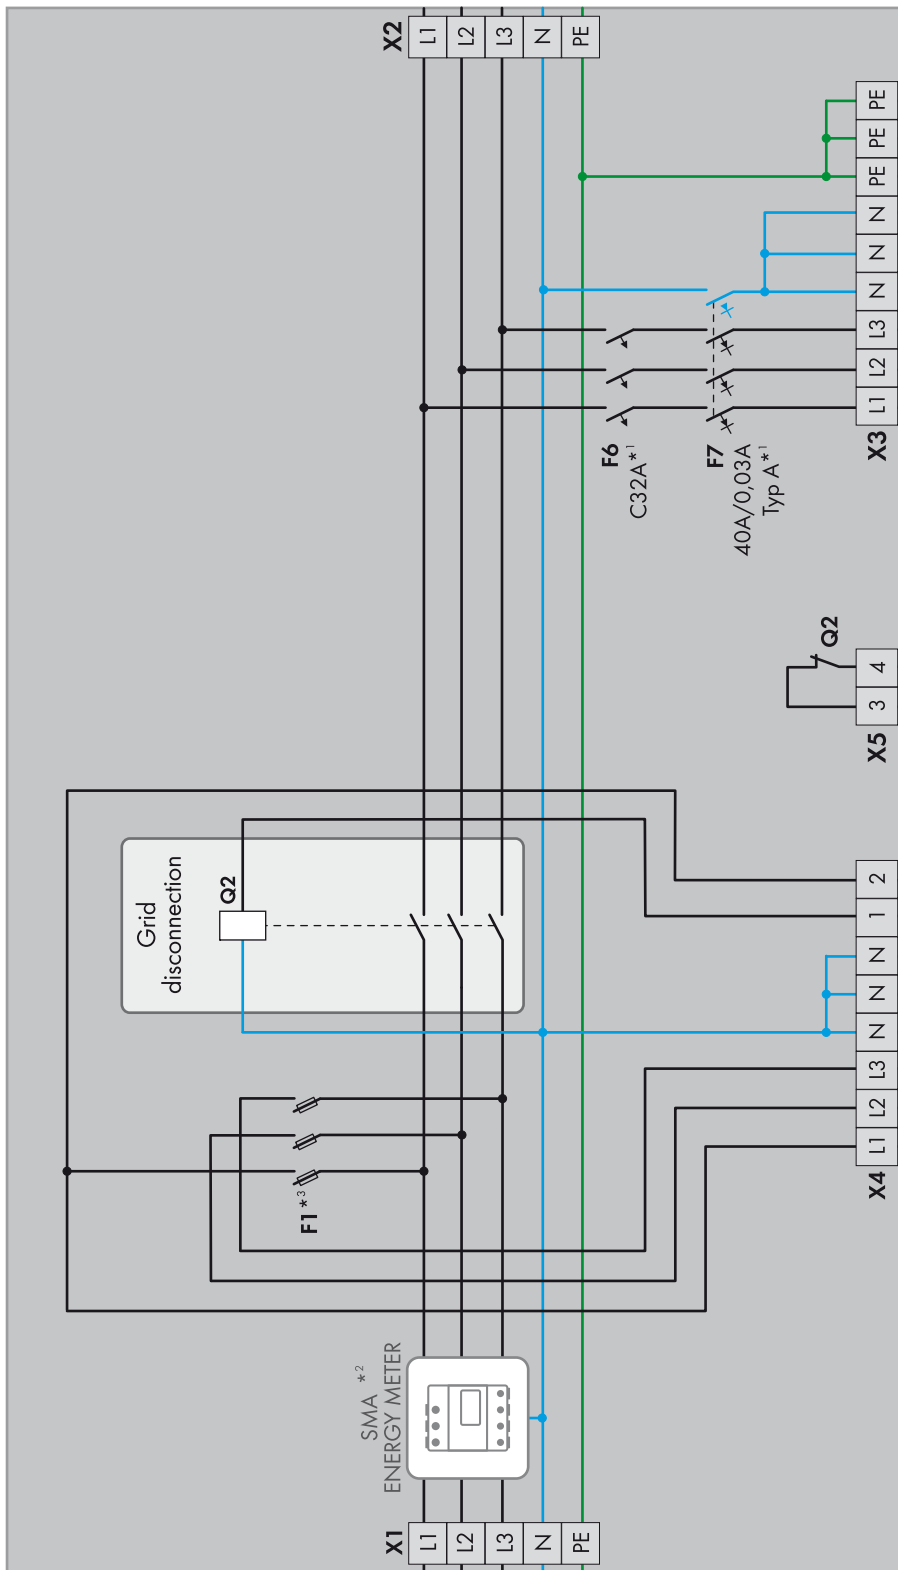 X2
L1
L2
L3
N
PE
PE
PE
PE
N
N
N
L3
L2
L1
X3
F6
C32A*1
F7
40A/0,03A
Typ A*1
Q2
4
3
X5
Grid
disconnection
Q2
2
1
N
N
N
L3
L2
L1
X4
F1*3
SMA *2
ENERGY METER
X1
L1
L2
L3
N
PE